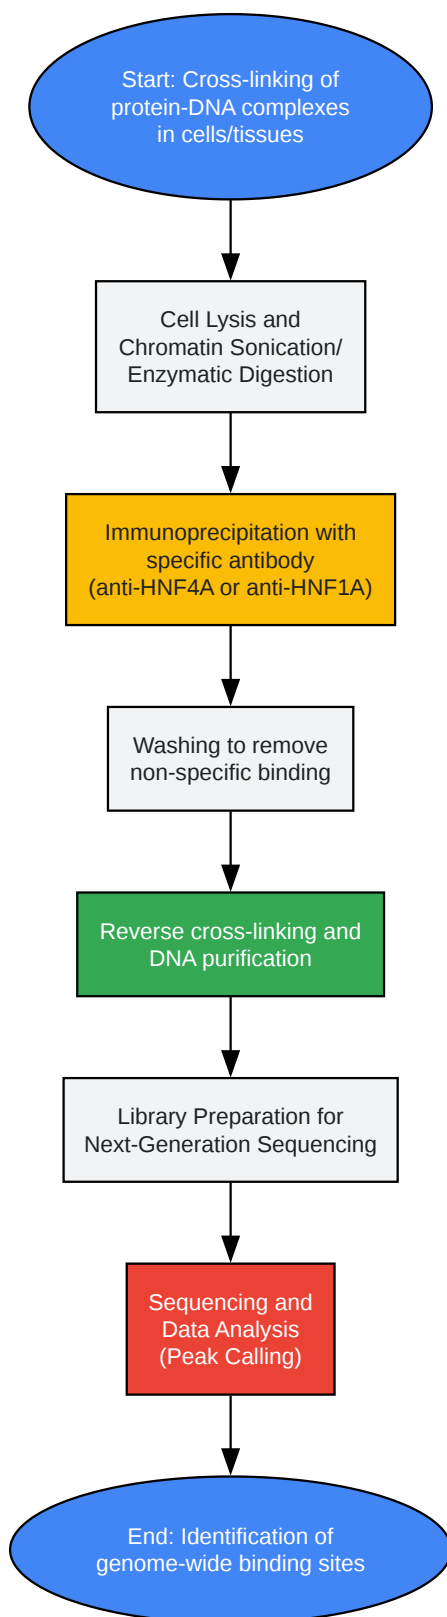 Start: Cross-linking of
protein-DNA complexes
in cells/tissues
Cell Lysis and
Chromatin Sonication/
Enzymatic Digestion
Immunoprecipitation with
specific antibody
(anti-HNF4A or anti-HNF1A)
Washing to remove
non-specific binding
Reverse cross-linking and
DNA purification
Library Preparation for
Next-Generation Sequencing
Sequencing and
Data Analysis
(Peak Calling)
End: Identification of
genome-wide binding sites